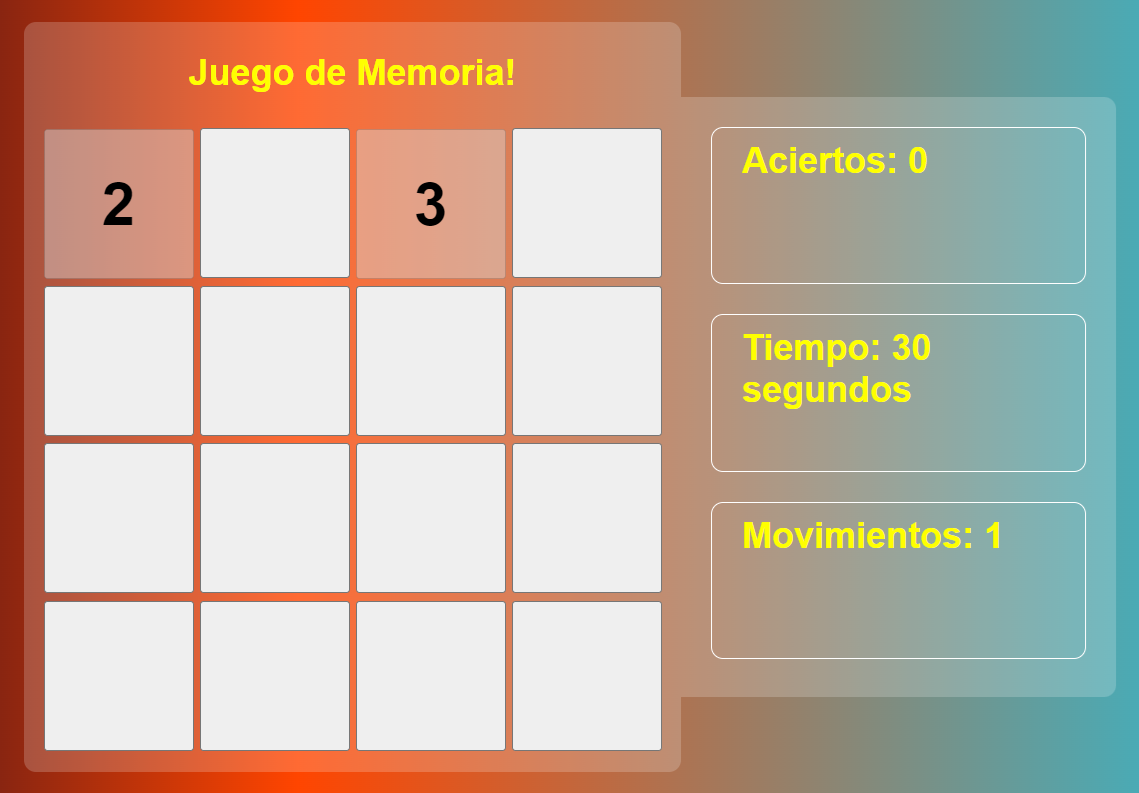 Juego de Memoria!
2
3
Aciertos: 0
Tiempo: 30
segundos
Movimientos: 1